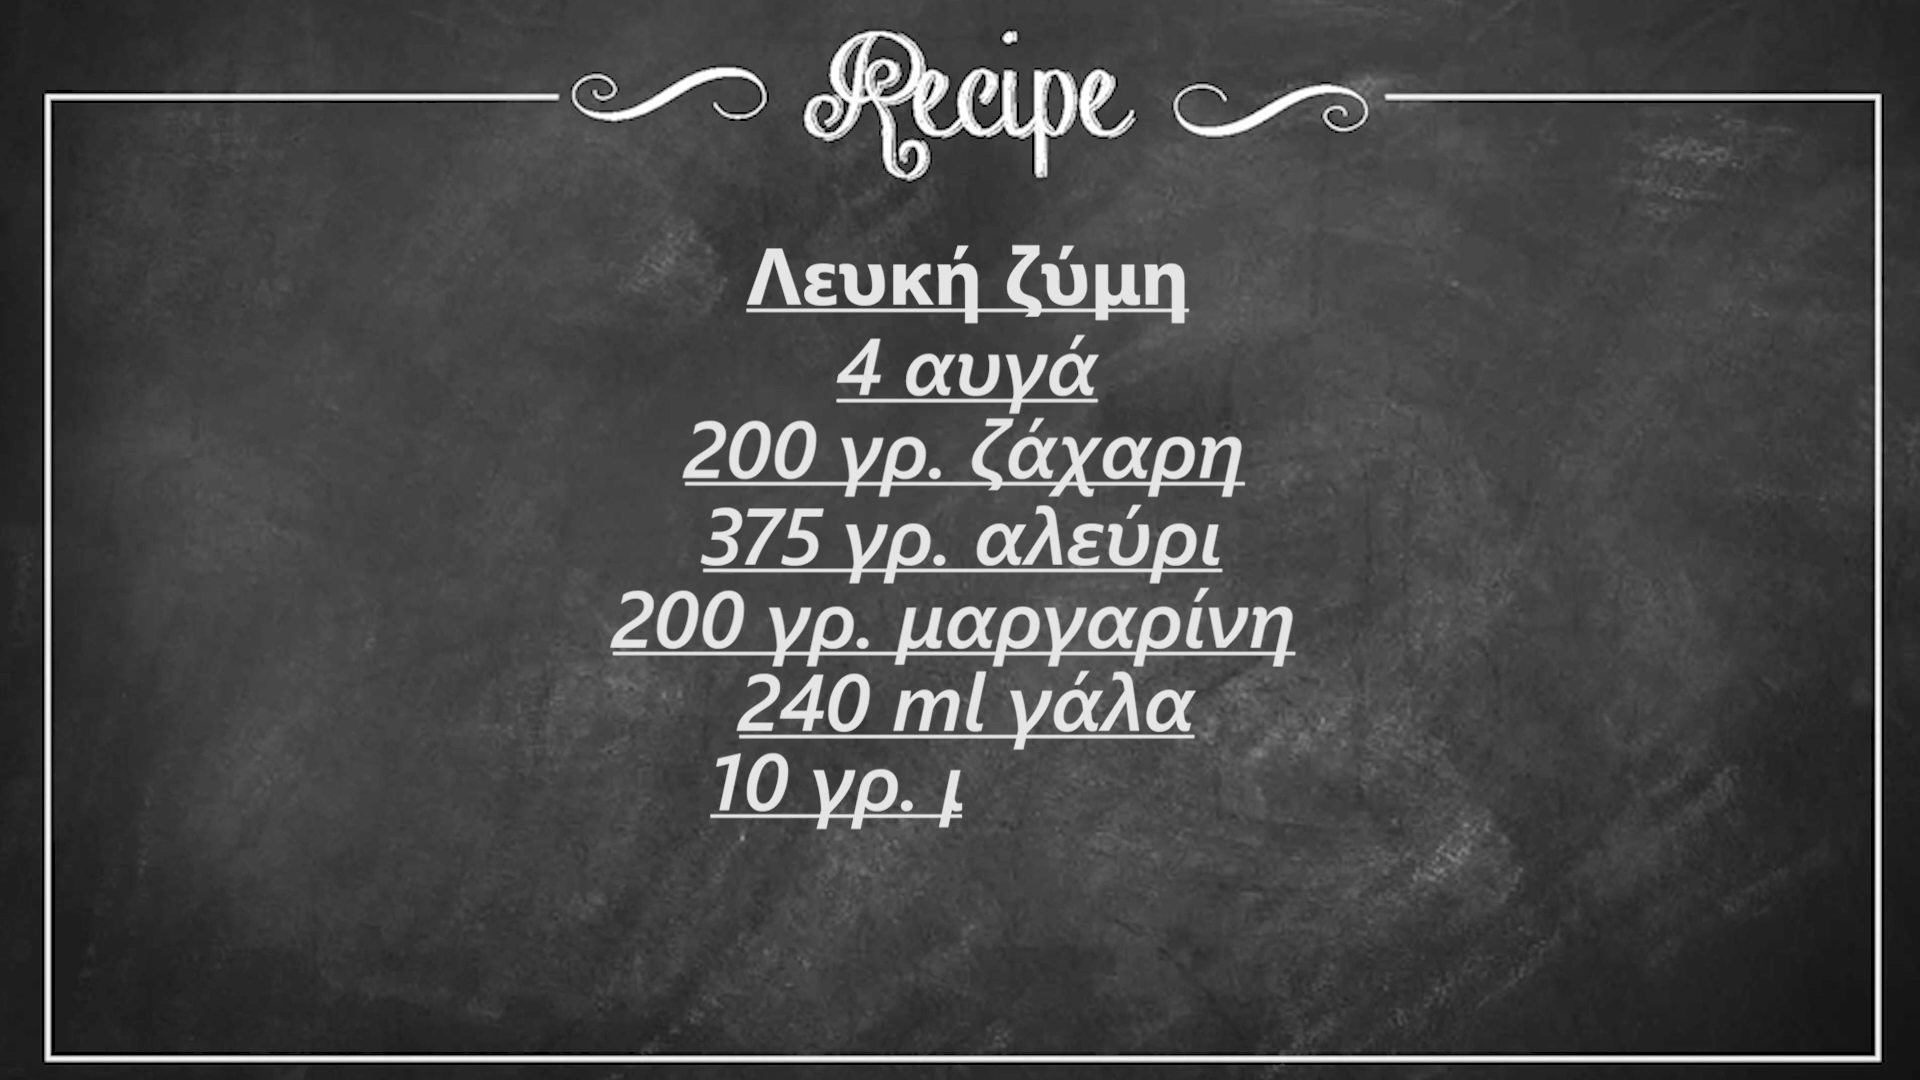 Recipe
Λευκή ζύμη
4 αυγά
200 γρ. ζάχαρη
375 γρ. αλεύρι
200 γρ. μαργαρίνη
240 ml γάλα
10 γρ.